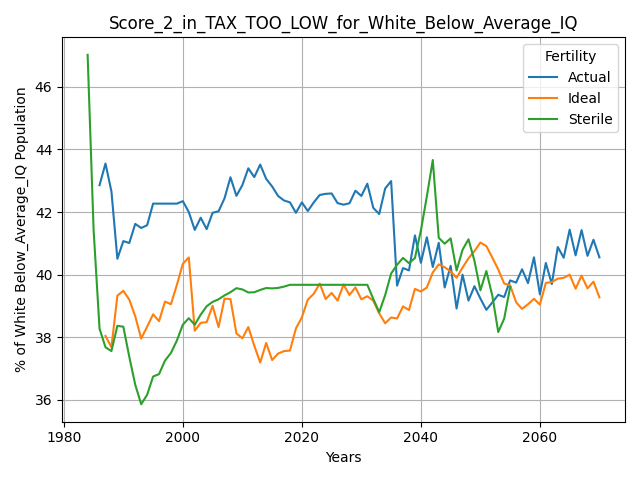 Score_2_in_TAX_TOO_LOW_for_White_Below_Average_IQ
% of White Below_Average_IQ Population
46
44
42
40
38
36
Fertility
Actual
Ideal
Sterile
1980
2000
2020
2040
2060
Years